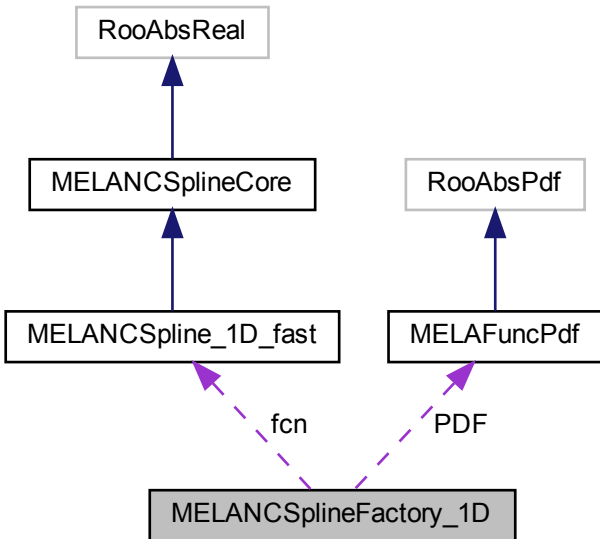 RooAbsReal
MELANCSplineCore
RooAbsPdf
MELANCSpline_1D_fast
MELAFuncPdf
fcn
PDF
MELANCSplineFactory_1D